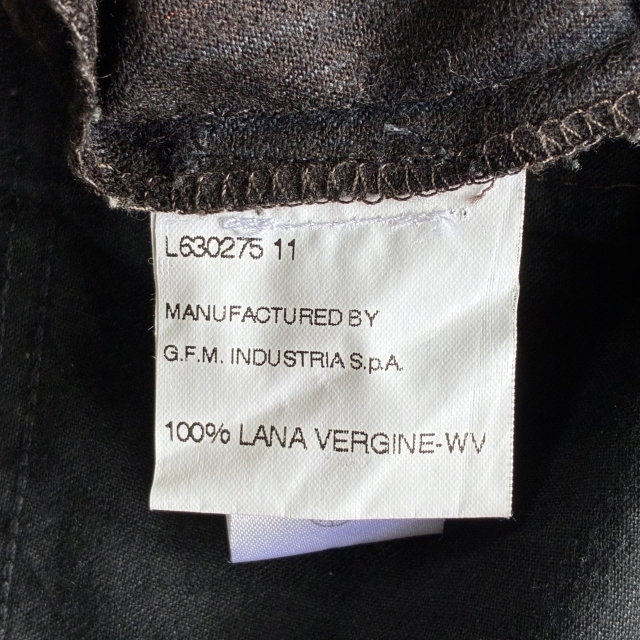 L630275 11
MANUFACTURED BY
G.F.M. INDUSTRIA S.p.A.
100% LANA VERGINE-WV